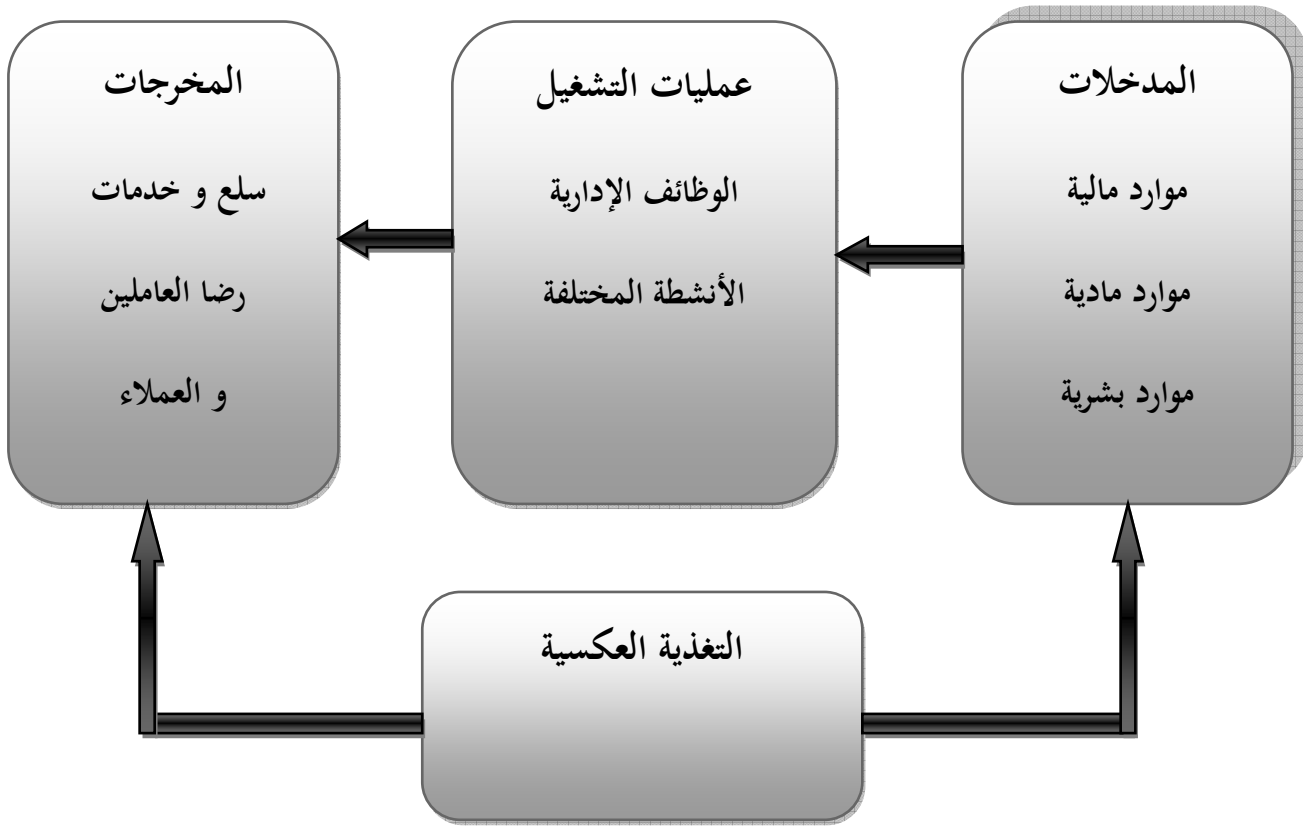 المدخلات
موارد مالية
موارد مادية
موارد بشرية
عمليات التشغيل
الوظائف الإدارية
الأنشطة المختلفة
المخرجات
سلع و خدمات
رضا العاملين
و العملاء
التغذية العكسية